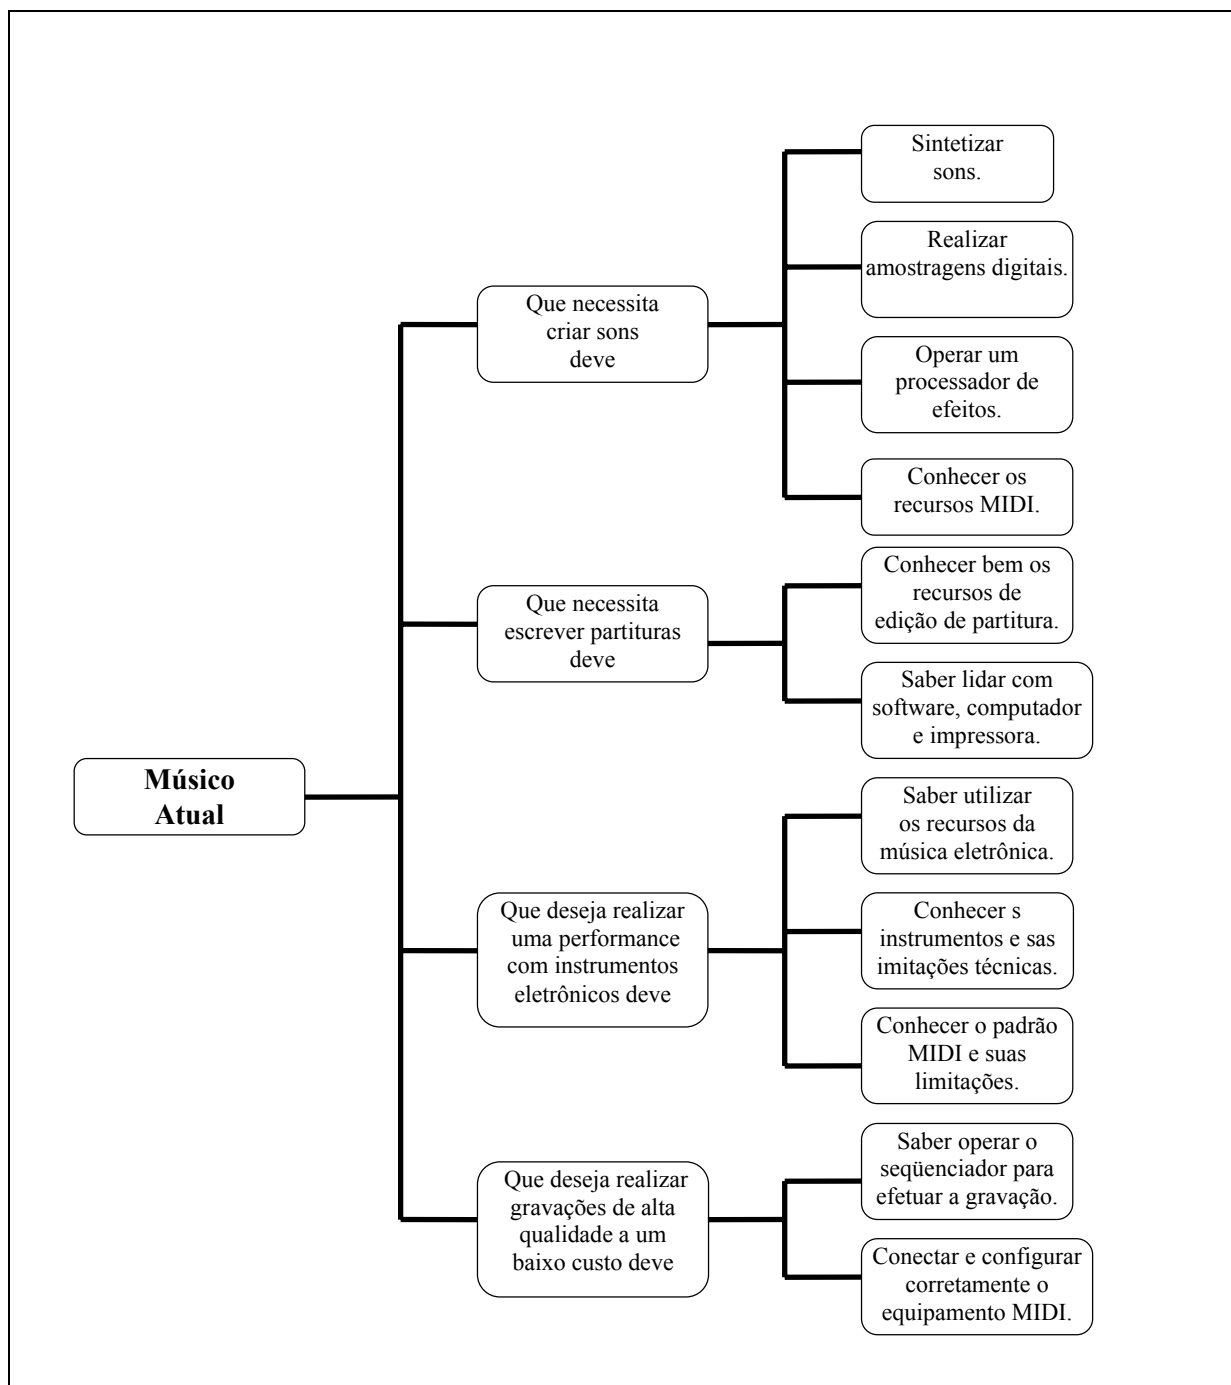 Sintetizar
sons.
Realizar
amostragens digitais.
Que necessita
criar sons
deve
Operar um
processador de
efeitos.
Conhecer os
recursos MIDI.
Conhecer bem os
recursos de
edição de partitura.
Que necessita
escrever partituras
deve
Saber lidar com
software, computador
e impressora.
Músico
Atual
Saber utilizar
os recursos da
música eletrônica.
Que deseja realizar
uma performance
com instrumentos
eletrônicos deve
Conhecer s
instrumentos e sas
imitações técnicas.
Conhecer o padrão
MIDI e suas
limitações.
Saber operar o
seqüenciador para
efetuar a gravação.
Que deseja realizar
gravações de alta
qualidade a um
baixo custo deve
Conectar e configurar
corretamente o
equipamento MIDI.